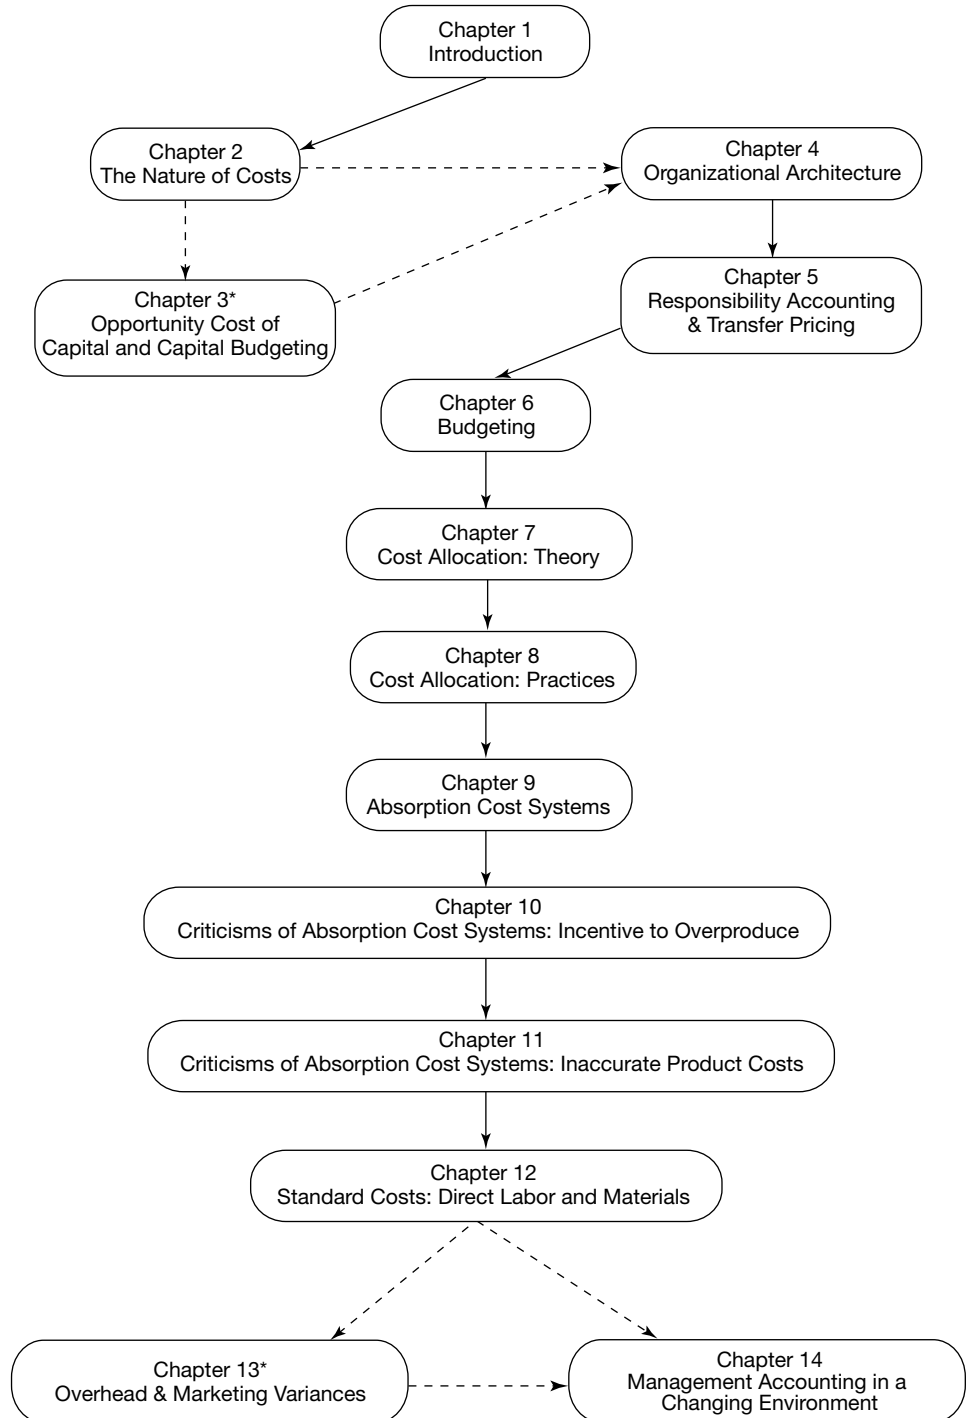 Chapter 1
Introduction
Chapter 2
The Nature of Costs
Chapter 4
Organizational Architecture
Chapter 3*
Opportunity Cost of
Capital and Capital Budgeting
Chapter 5
Responsibility Accounting
& Transfer Pricing
Chapter 6
Budgeting
Chapter 7
Cost Allocation: Theory
Chapter 8
Cost Allocation: Practices
Chapter 9
Absorption Cost Systems
Chapter 10
Criticisms of Absorption Cost Systems: Incentive to Overproduce
Chapter 11
Criticisms of Absorption Cost Systems: Inaccurate Product Costs
Chapter 12
Standard Costs: Direct Labor and Materials
Chapter 13*
Overhead & Marketing Variances
Chapter 14
Management Accounting in a
Changing Environment